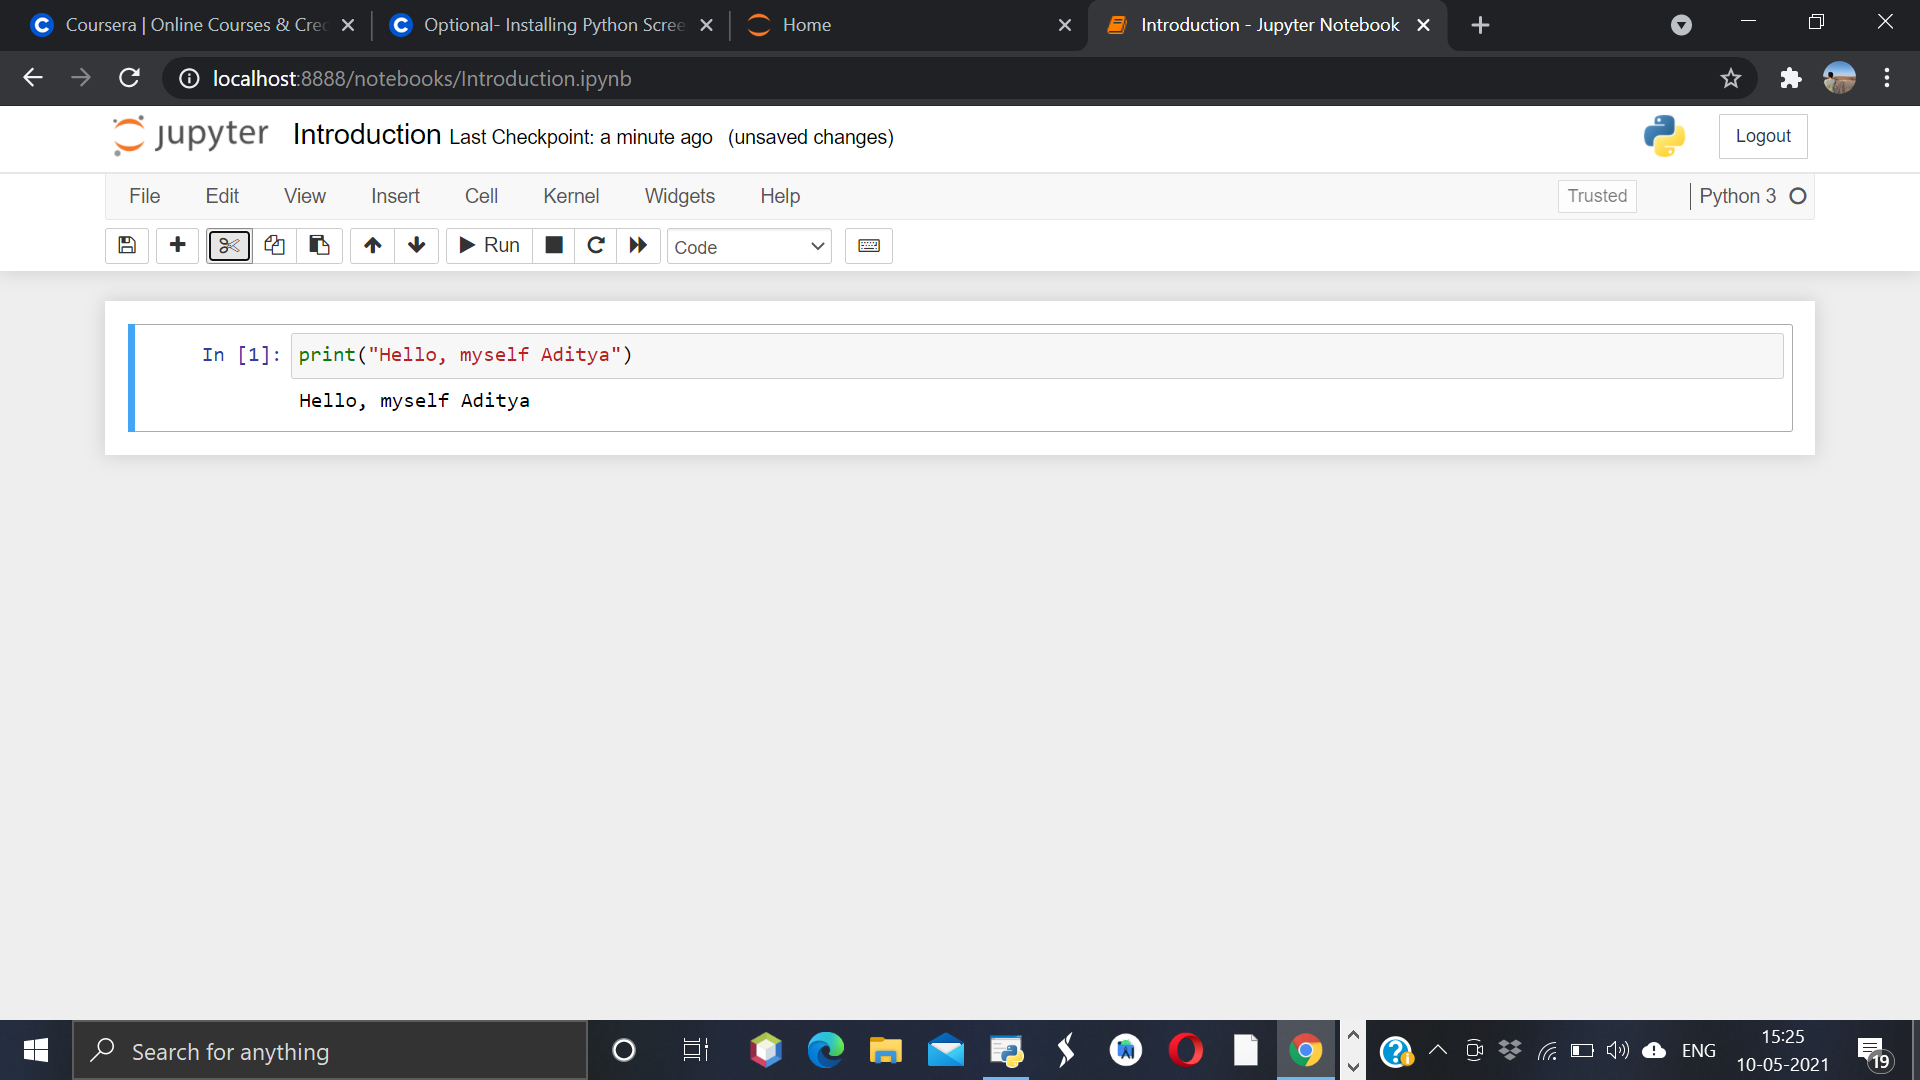 Coursera | Online Courses & Cred
Optional- Installing Python Scree
Home
Introduction - Jupyter Notebook
localhost:8888/notebooks/Introduction.ipynb
jupyter
Introduction Last Checkpoint: a minute ago (unsaved changes)
Logout
File Edit View Insert Cell Kernel Widgets Help
Trusted
Python 3
Run
Code
In [1]: print("Hello, myself Aditya")
Hello, myself Aditya
Search for anything
ENG
15:25
10-05-2021
19